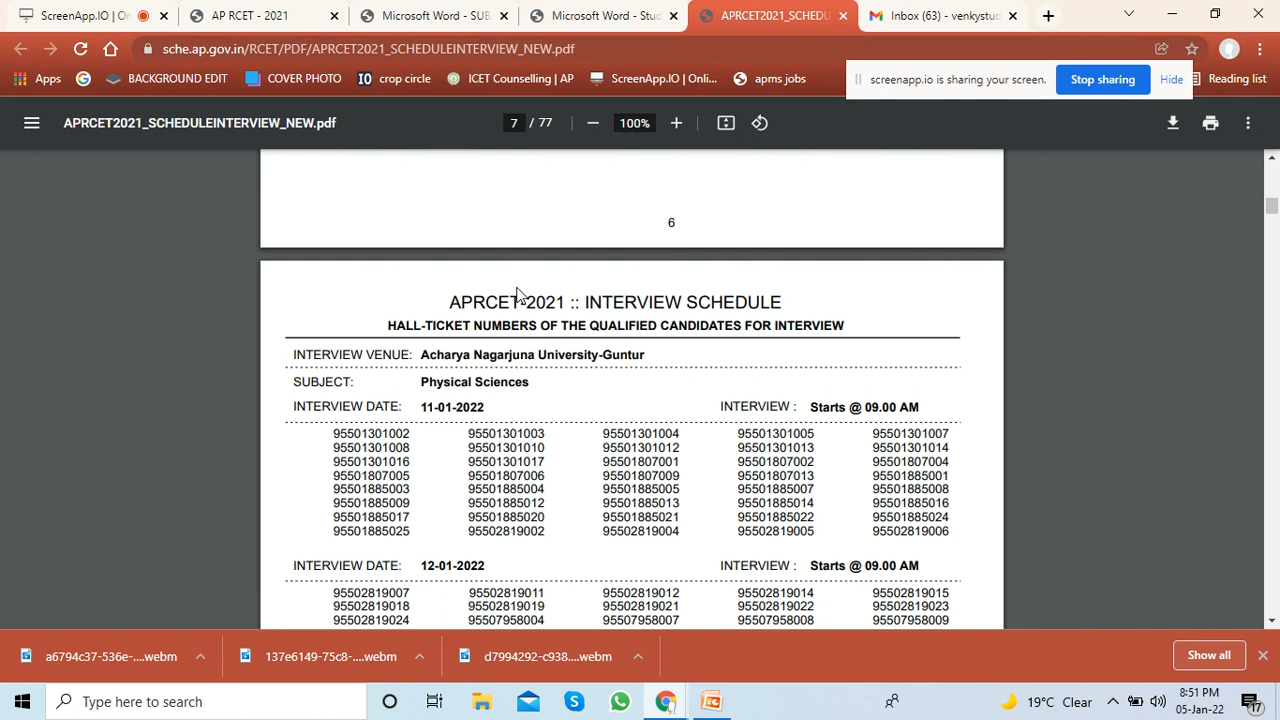 ScreenApp.IO | O
AP RCET - 2021
Microsoft Word - SUB
Microsoft Word - Stud
APRCET2021_SCHEDU
Inbox (63) - venkystud
sche.ap.gov.in/RCET/PDF/APRCET2021_SCHEDULEINTERVIEW_NEW.pdf
Apps
BACKGROUND EDIT
COVER PHOTO
IO crop circle
ICET Counselling | AP
ScreenApp.IO | Onli...
apms jobs
screenapp.io is sharing your screen.
Stop sharing
Hide
Reading list
APRCET2021_SCHEDULEINTERVIEW_NEW.pdf
7 / 77
100%
6
APRCET-2021 :: INTERVIEW SCHEDULE
HALL-TICKET NUMBERS OF THE QUALIFIED CANDIDATES FOR INTERVIEW
INTERVIEW VENUE: Acharya Nagarjuna University-Guntur
SUBJECT: Physical Sciences
INTERVIEW DATE: 11-01-2022 INTERVIEW : Starts @ 09.00 AM
95501301002 95501301003 95501301004 95501301005 95501301007
95501301008 95501301010 95501301012 95501301013 95501301014
95501301016 95501301017 95501807001 95501807002 95501807004
95501807005 95501807006 95501807009 95501807013 95501885001
95501885003 95501885004 95501885005 95501885007 95501885008
95501885009 95501885012 95501885013 95501885014 95501885016
95501885017 95501885020 95501885021 95501885022 95501885024
95501885025 95502819002 95502819004 95502819005 95502819006
INTERVIEW DATE: 12-01-2022 INTERVIEW : Starts @ 09.00 AM
95502819007 95502819011 95502819012 95502819014 95502819015
95502819018 95502819019 95502819021 95502819022 95502819023
95502819024 95507958004 95507958007 95507958008 95507958009
a6794c37-536e-....webm
137e6149-75c8-....webm
d7994292-c938....webm
Show all
Type here to search
19°C Clear
8:51 PM
05-Jan-22
17